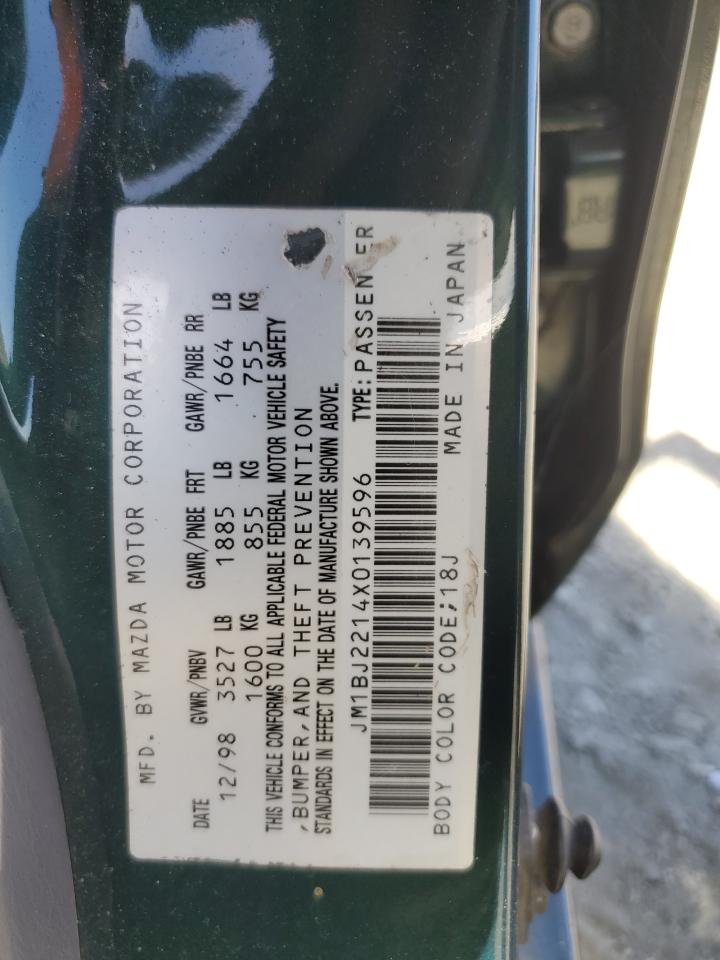 MFD. BY MAZDA MOTOR CORPORATION
DATE GVWR/PNBV GAWR/PNBE FRT GAWR/PNBE RR
12/98 3527 LB 1885 LB 1664 LB
1600 KG 855 KG 755 KG
THIS VEHICLE CONFORMS TO ALL APPLICABLE FEDERAL MOTOR VEHICLE SAFETY
,BUMPER,AND THEFT PREVENTION
STANDARDS IN EFFECT ON THE DATE OF MANUFACTURE SHOWN ABOVE.
JM1BJ2214X0139596 TYPE:PASSEN ER
BODY COLOR CODE;18J MADE IN JAPAN